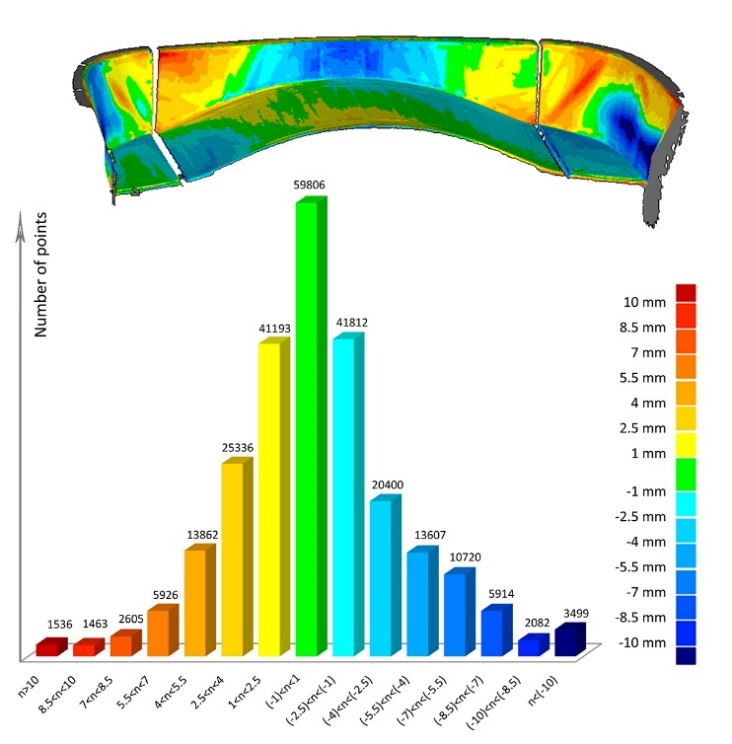 59806
Number of points
41193
41812
25336
20400
13862
13607
10720
5926
5914
1536
1463
2605
2082
3499
10 mm
8.5 mm
7 mm
5.5 mm
4 mm
2.5 mm
1 mm
-1 mm
-2.5 mm
-4 mm
-5.5 mm
-7 mm
-8.5 mm
-10 mm
n>10
8.5<n<10
7<n<8.5
5.5<n<7
4<n<5.5
2.5<n<4
1<n<2.5
(-1)<n<1
(-2.5)<n<(-1)
(-4)<n<(-2.5)
(-5.5)<n<(-4)
(-7)<n<(-5.5)
(-8.5)<n<(-7)
(-10)<n<(-8.5)
n<(-10)